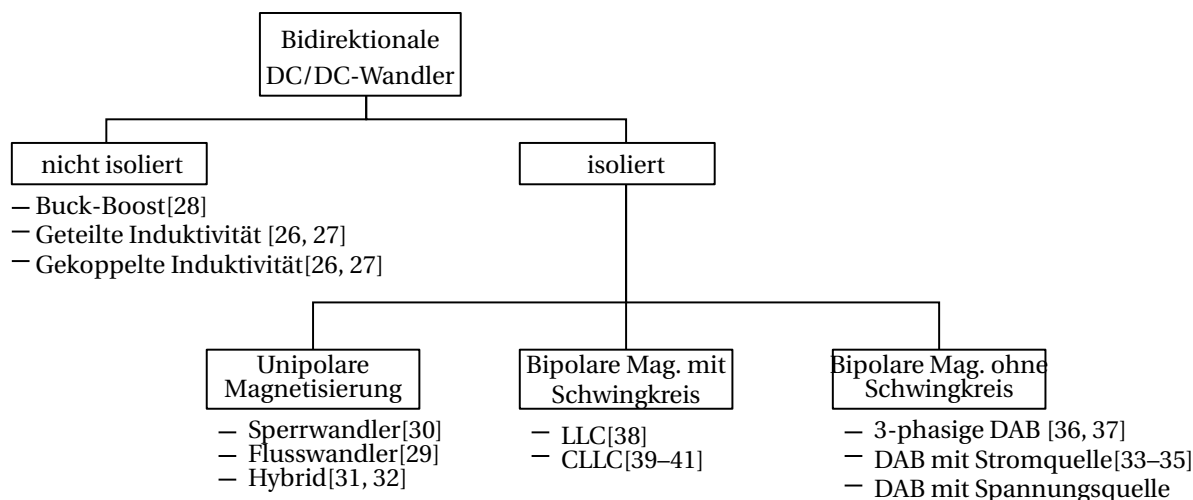 Bidirektionale
DC/DC-Wandler
nicht isoliert
isoliert
– Buck-Boost[28]
– Geteilte Induktivität [26, 27]
– Gekoppelte Induktivität[26, 27]
Unipolare
Magnetisierung
– Sperrwandler[30]
– Flusswandler[29]
– Hybrid[31, 32]
Bipolare Mag. mit
Schwingkreis
– LLC[38]
– CLLC[39–41]
Bipolare Mag. ohne
Schwingkreis
– 3-phasige DAB [36, 37]
– DAB mit Stromquelle[33–35]
– DAB mit Spannungsquelle